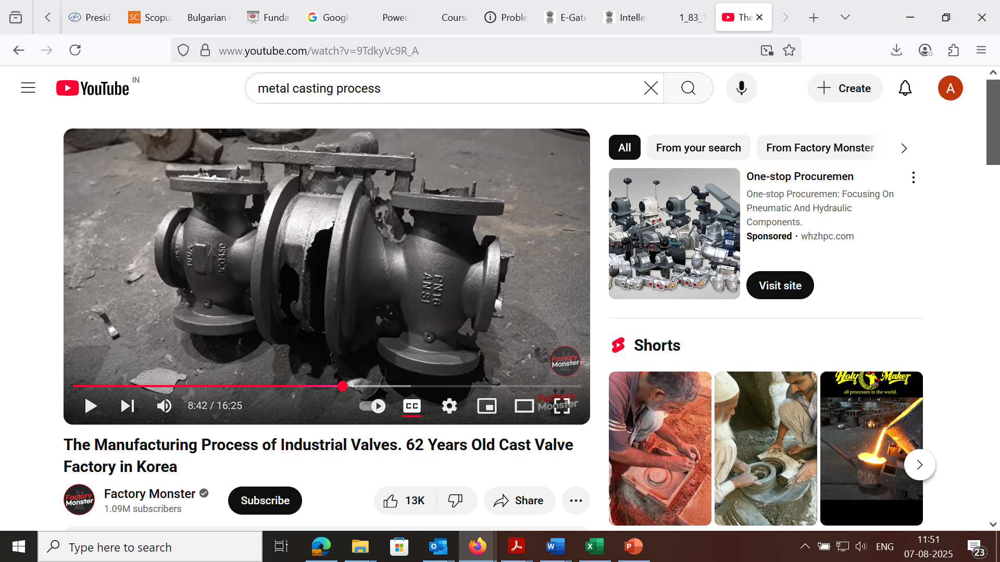 Presid
SC Scopu
Bulgarian
Funda
Googl
Power
Course
Proble
E-Gate
Intelle
1_83_1
The
www.youtube.com/watch?v=9TdkyVc9R_A
YouTube IN
metal casting process
Create
A
All
From your search
From Factory Monster
One-stop Procuremen
One-stop Procuremen: Focusing On
Pneumatic And Hydraulic
Components.
Sponsored · whzhpc.com
Visit site
SCD450
PN16
ANSI
Factory
Monster
Factory
Monster
8:42 / 16:25
CC
Shorts
Holy Maker
all processes in the world.
The Manufacturing Process of Industrial Valves. 62 Years Old Cast Valve
Factory in Korea
Factory
Monster
Factory Monster
1.09M subscribers
Subscribe
13K
Share
Type here to search
ENG
11:51
07-08-2025
23